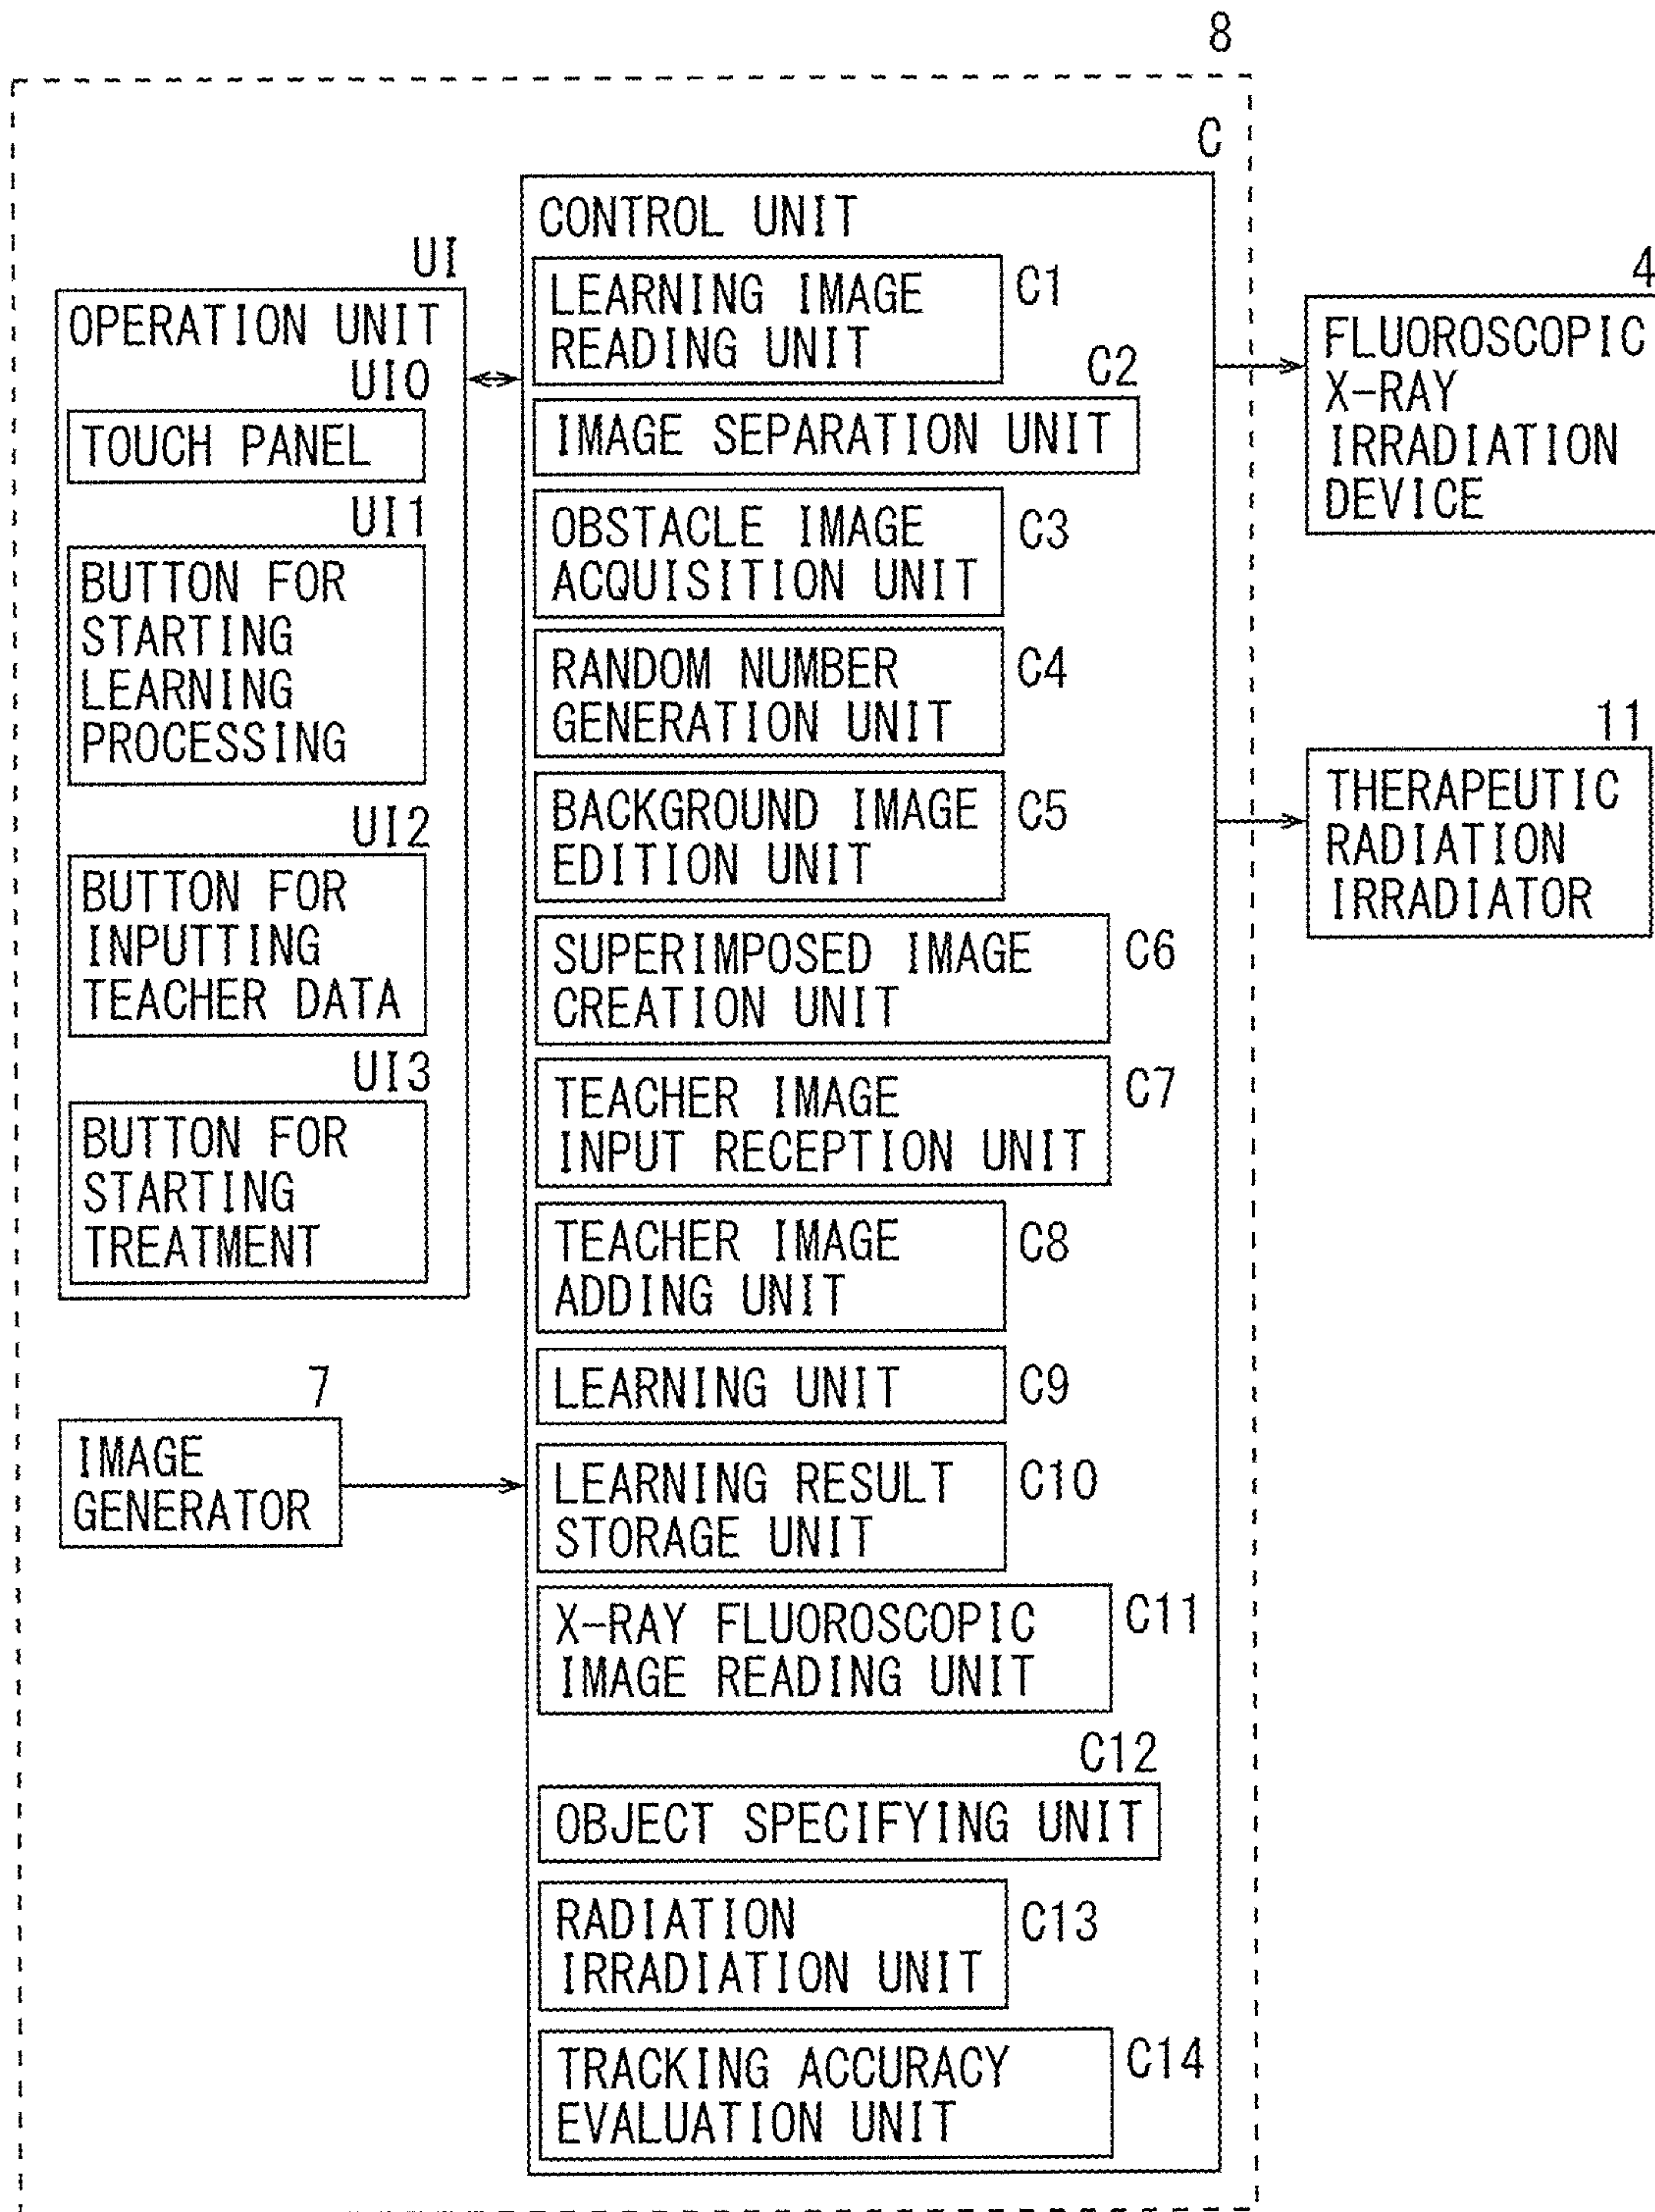 8
C
CONTROL UNIT
LEARNING IMAGE
READING UNIT
C1
C2
IMAGE SEPARATION UNIT
OBSTACLE IMAGE
ACQUISITION UNIT
C3
RANDOM NUMBER
GENERATION UNIT
C4
BACKGROUND IMAGE
EDITION UNIT
C5
SUPERIMPOSED IMAGE
CREATION UNIT
C6
TEACHER IMAGE
INPUT RECEPTION UNIT
C7
TEACHER IMAGE
ADDING UNIT
C8
LEARNING UNIT
C9
LEARNING RESULT
STORAGE UNIT
C10
X-RAY FLUOROSCOPIC
IMAGE READING UNIT
C11
C12
OBJECT SPECIFYING UNIT
RADIATION
IRRADIATION UNIT
C13
TRACKING ACCURACY
EVALUATION UNIT
C14
UI
OPERATION UNIT
UI0
TOUCH PANEL
UI1
BUTTON FOR
STARTING
LEARNING
PROCESSING
UI2
BUTTON FOR
INPUTTING
TEACHER DATA
UI3
BUTTON FOR
STARTING
TREATMENT
7
IMAGE
GENERATOR
4
FLUOROSCOPIC
X-RAY
IRRADIATION
DEVICE
11
THERAPEUTIC
RADIATION
IRRADIATOR